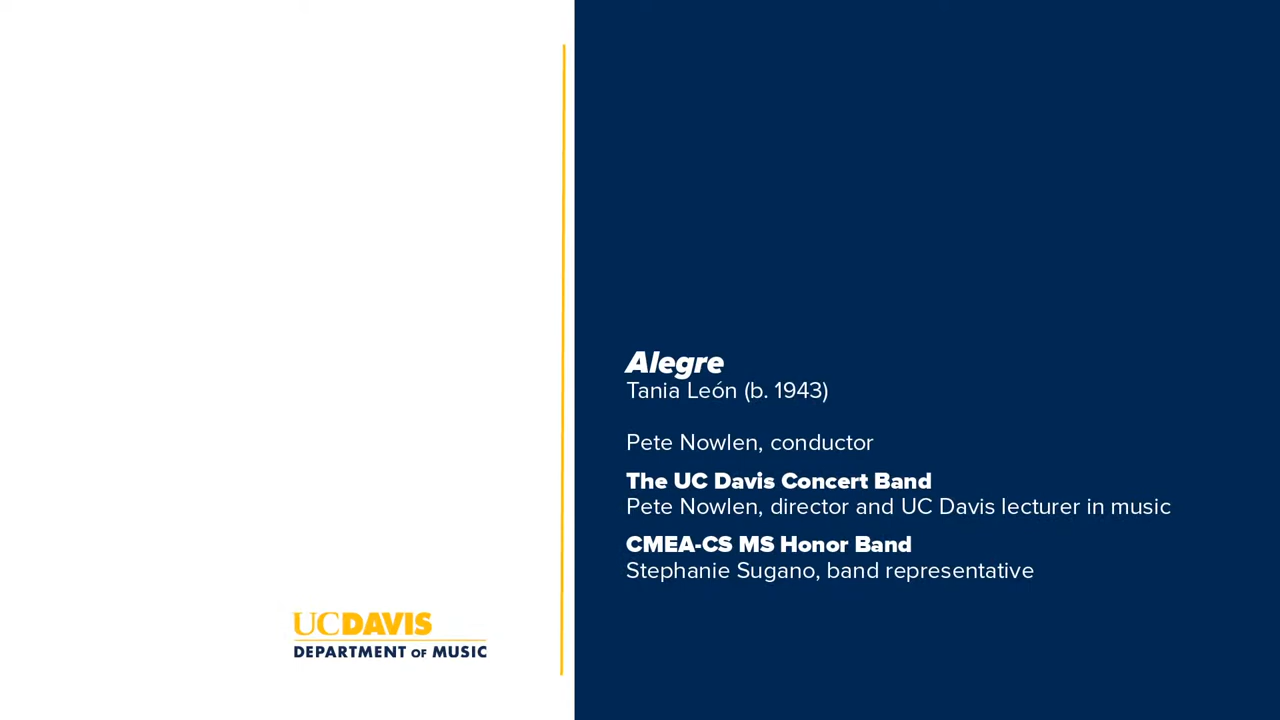 Alegre
Tania León (b. 1943)
Pete Nowlen, conductor
The UC Davis Concert Band
Pete Nowlen, director and UC Davis lecturer in music
CMEA-CS MS Honor Band
Stephanie Sugano, band representative
UCDAVIS
DEPARTMENT OF MUSIC